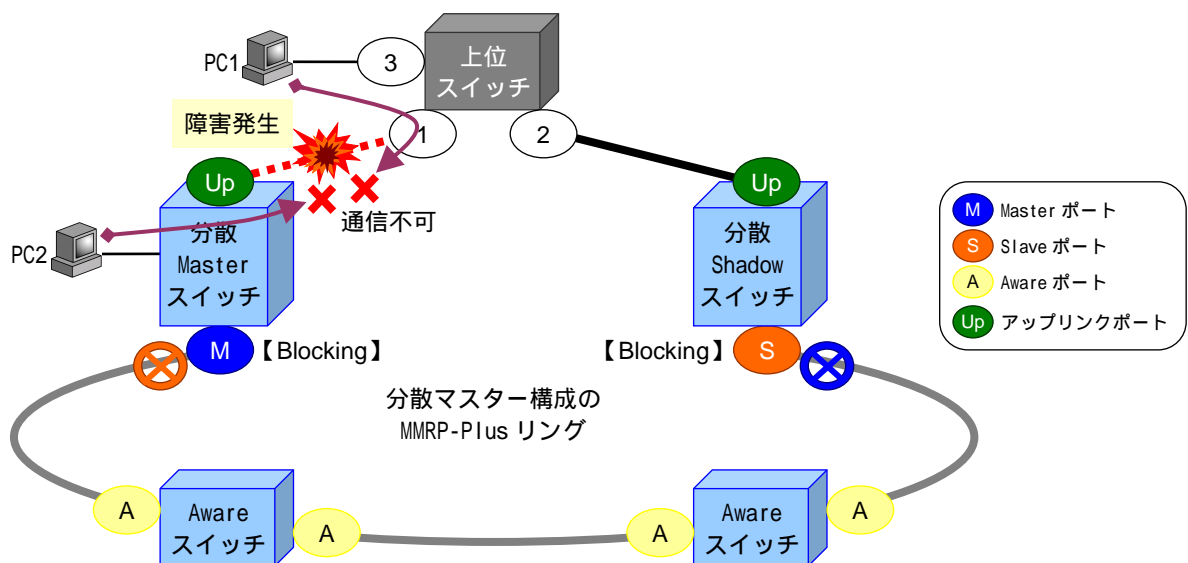 上位
スイッチ
PC1
3
障害発生
1
2
Up
Up
通信不可
分散
Master
スイッチ
PC2
分散
Shadow
スイッチ
M
Master ポート
S
Slave ポート
A
Aware ポート
Up
アップリンクポート
M
【Blocking】
【Blocking】
S
分散マスター構成の
MMRP-Plus リング
A
Aware
スイッチ
A
A
Aware
スイッチ
A